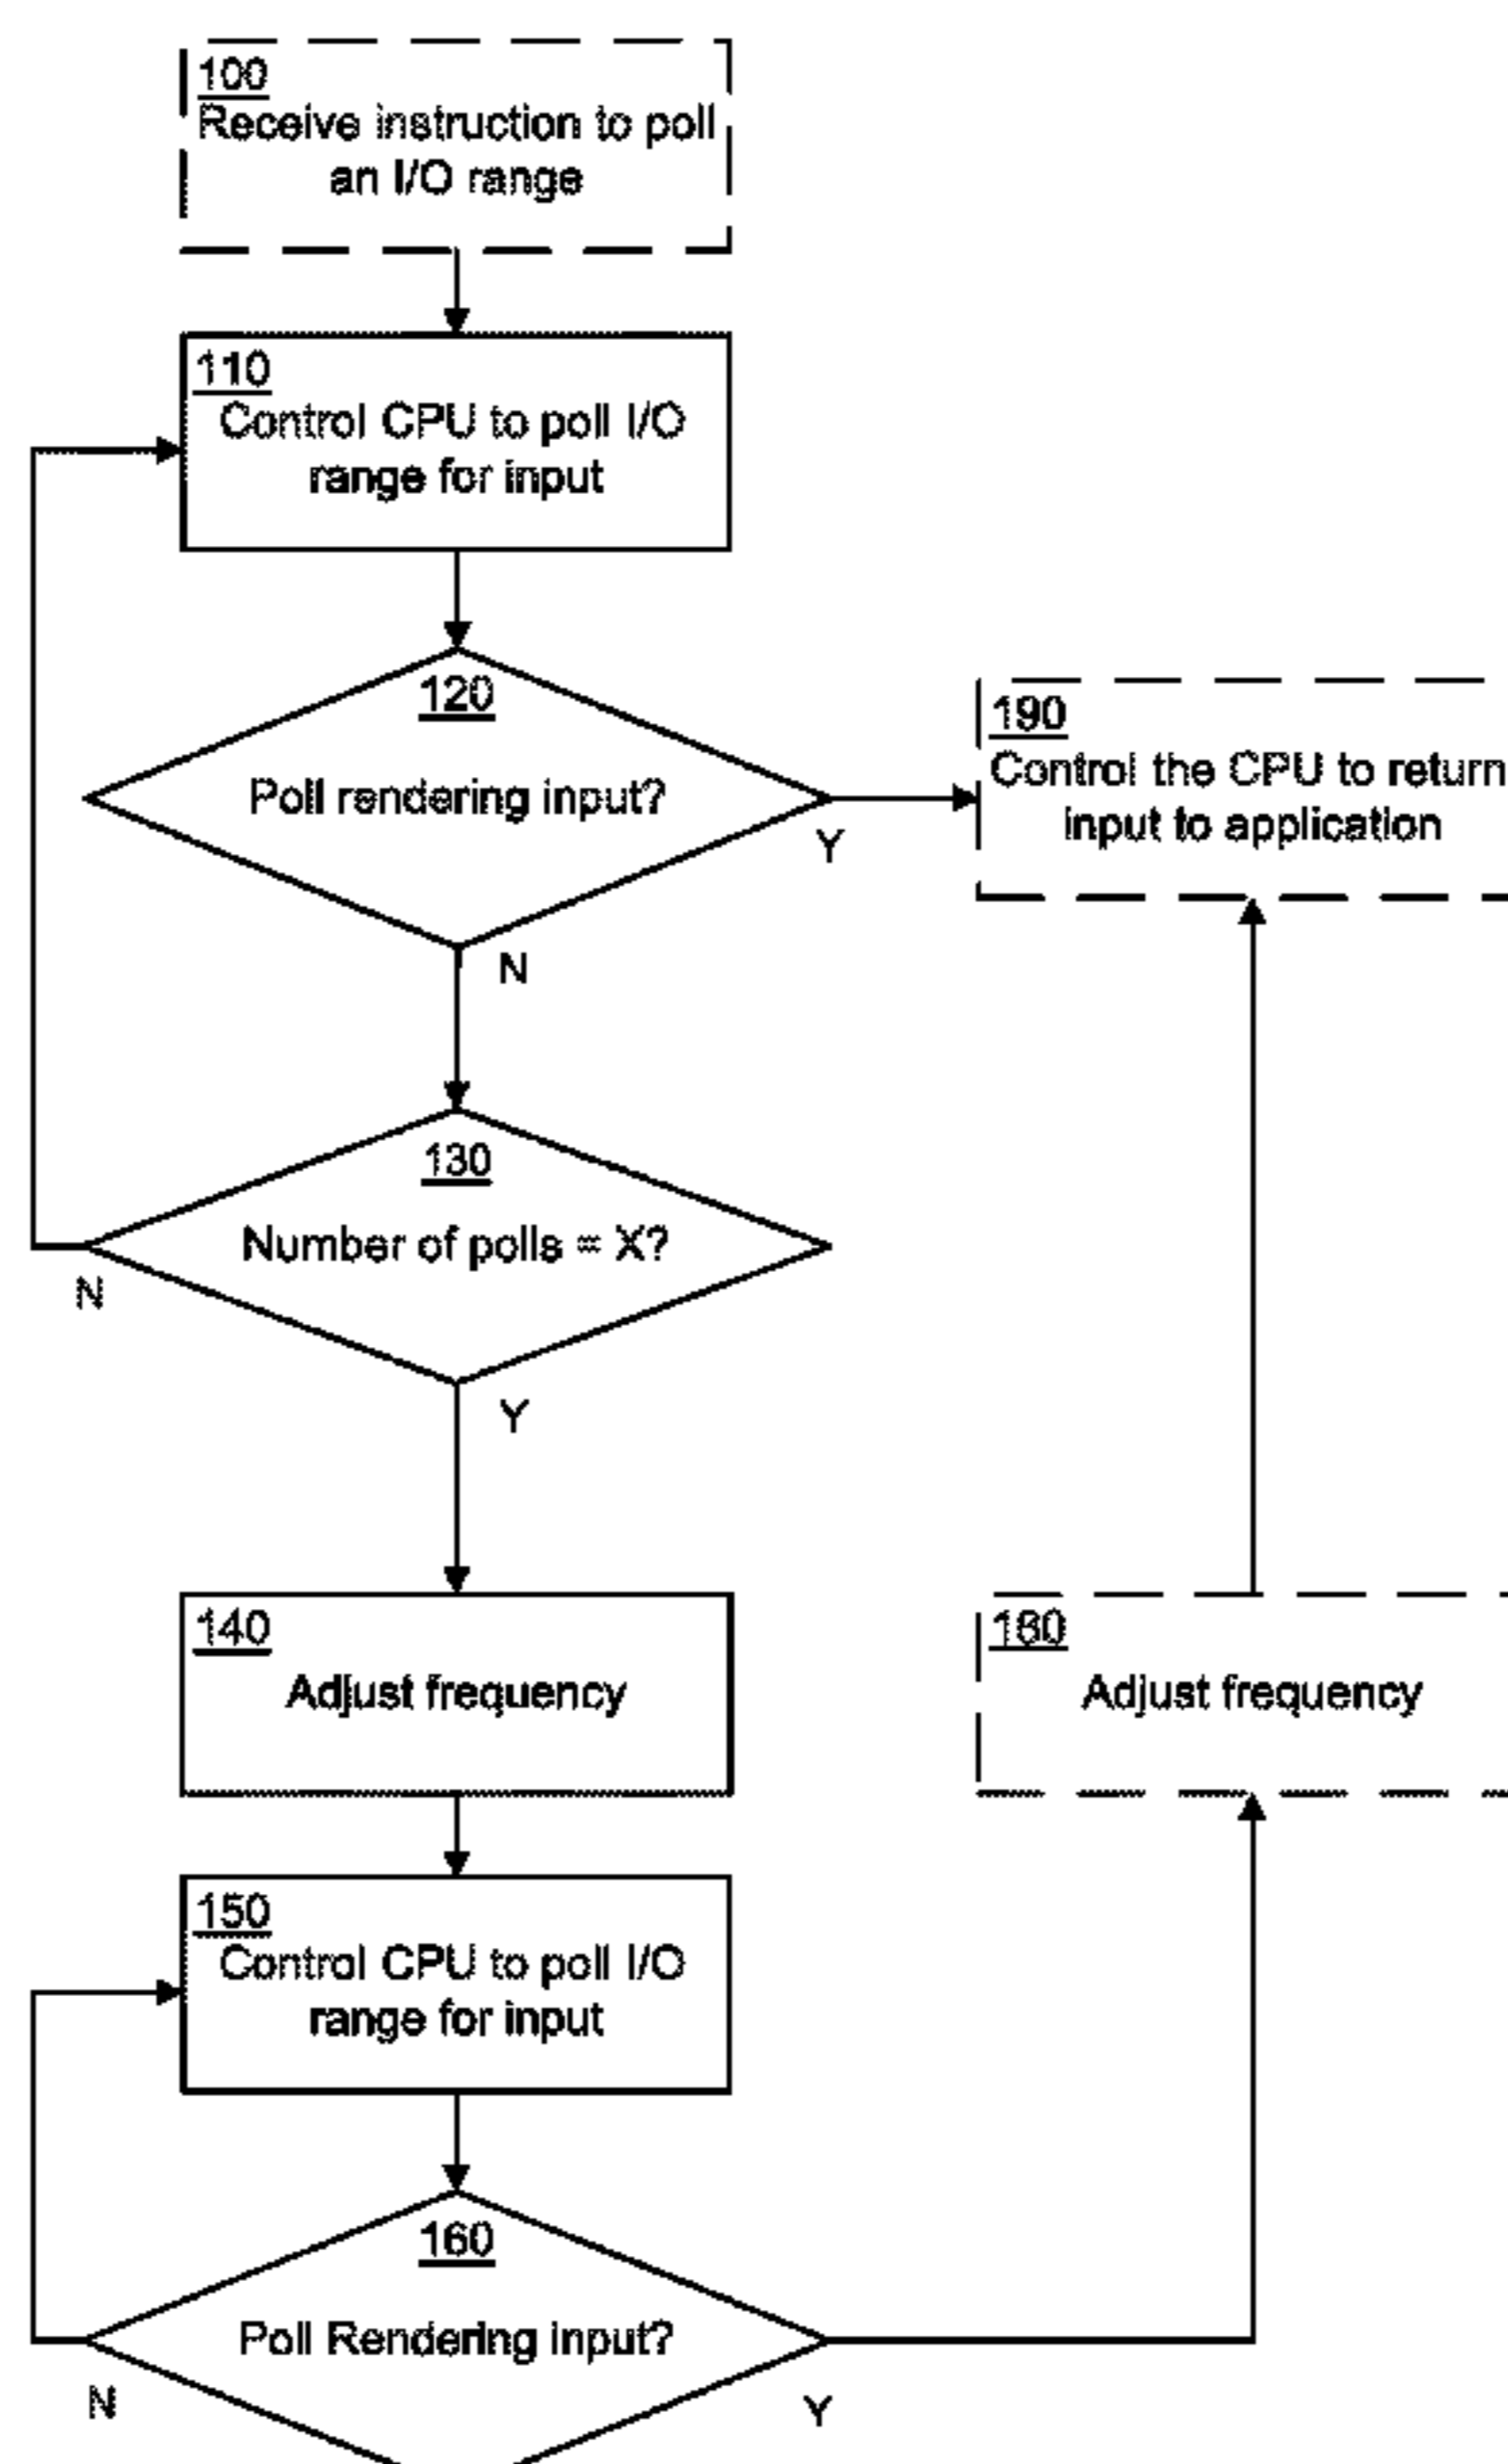 100
Receive instruction to poll
an I/O range
110
Control CPU to poll I/O
range for input
120
Poll rendering input?
Y
N
190
Control the CPU to return
input to application
130
Number of polls = X?
N
Y
140
Adjust frequency
Adjust frequency
150
Control CPU to poll I/O
range for input
160
Poll Rendering input?
N
Y